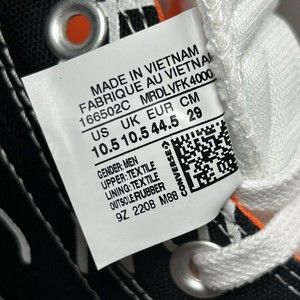 MADE IN VIETNAM
FABRIQUE AU VIETNAM
166502C MRDLVFK4000
US UK EUR CM
10.5 10.5 44.5 29
GENDER: MEN
UPPER: TEXTILE
LINING: TEXTILE
OUTSOLE: RUBBER
9Z 2208 M88
CONVERSE